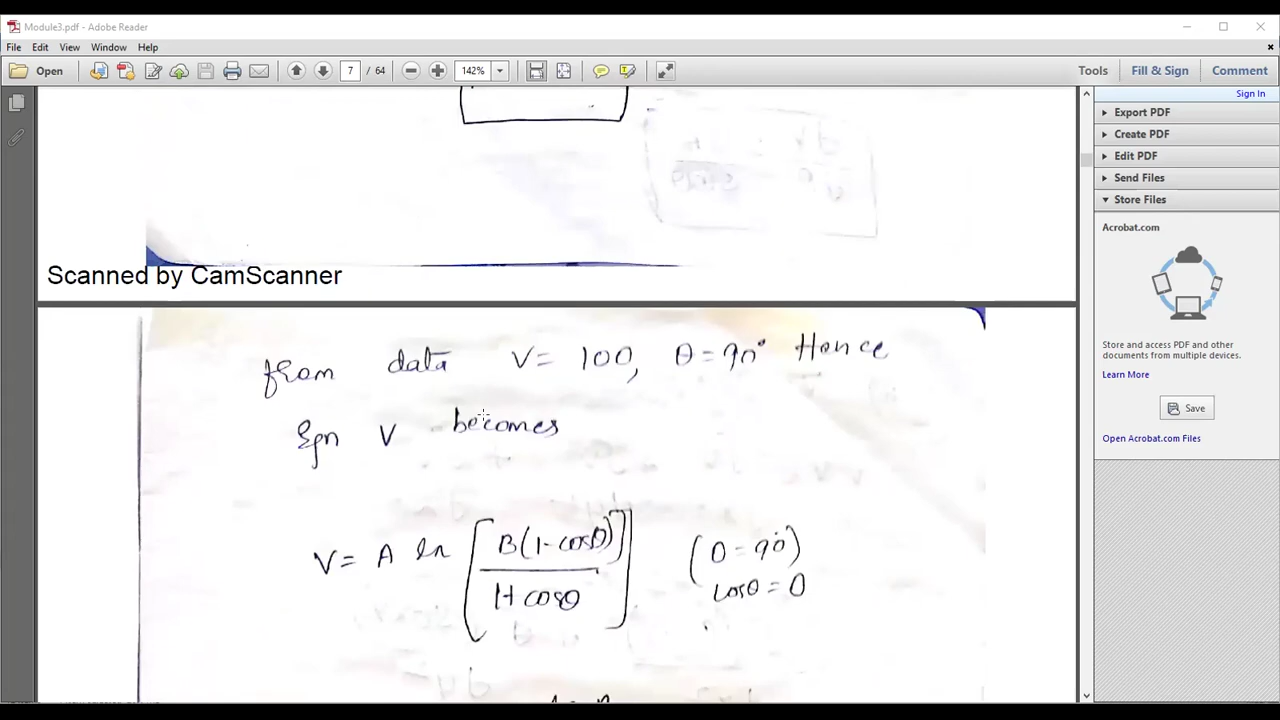 Module3.pdf - Adobe Reader
File Edit View Window Help
Open 7 / 64 142% Tools Fill & Sign Comment
Sign In
Export PDF
Create PDF
Edit PDF
Send Files
Store Files
Acrobat.com
Store and access PDF and other
documents from multiple devices.
Learn More
Save
Open Acrobat.com Files
Scanned by CamScanner
from data V = 100, θ = 90° Hence
Eqn V becomes
V = A ln [B(1-cosθ) / 1+cosθ] (θ = 90°)
cosθ = 0